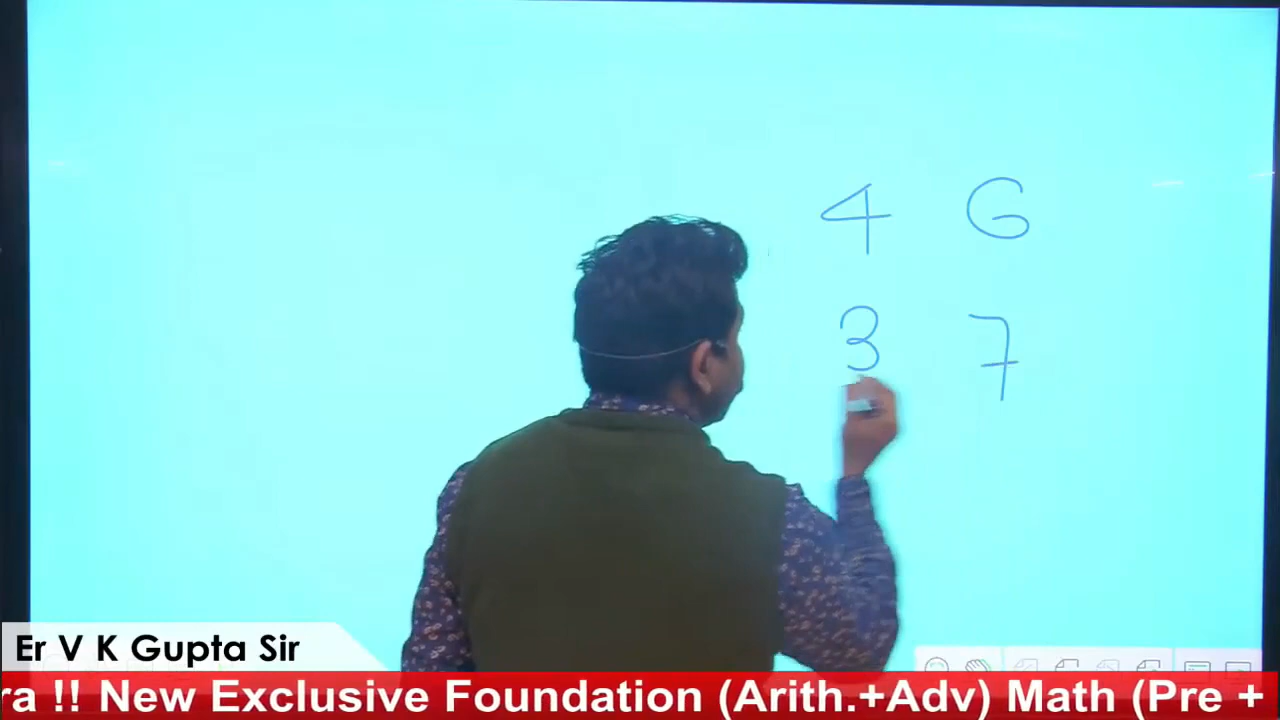 4 6
3 7
Er V K Gupta Sir
ra !! New Exclusive Foundation (Arith.+Adv) Math (Pre +